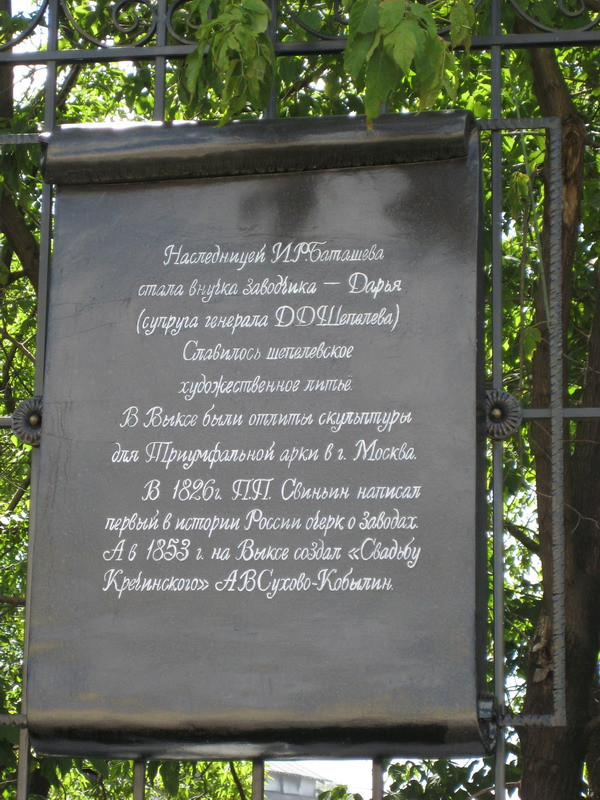 Наследницей И.Р.Баташева
стала внучка заводчика — Дарья
(супруга генерала Д.Д.Шепелева)
Славилось шепелевское
художественное литьё.
В Выксе были отлиты скульптуры
для Триумфальной арки в г. Москва.
В 1826г. П.П. Свиньин написал
первый в истории России очерк о заводах.
А в 1853 г. на Выксе создал «Свадьбу
Кречинского» А.В.Сухово-Кобылин.